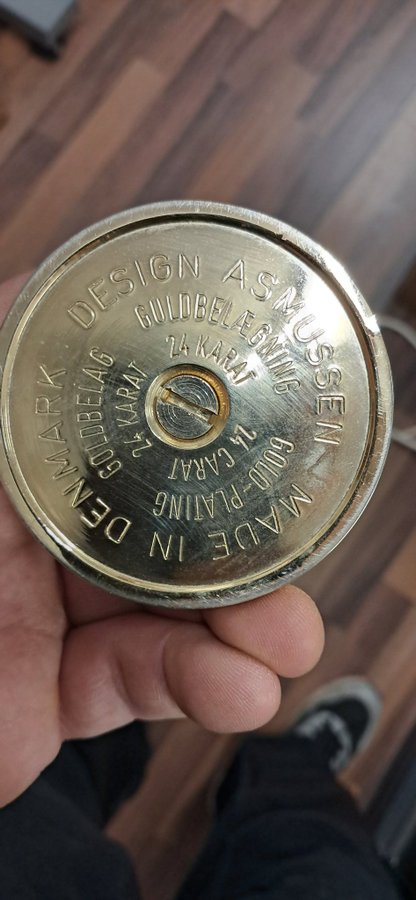 DESIGN ASMUSSEN MADE IN DENMARK
GULDBELÆGNING
24 KARAT
GOLD-PLATING
24 CARAT
GOLDBELAG
24 KARAT